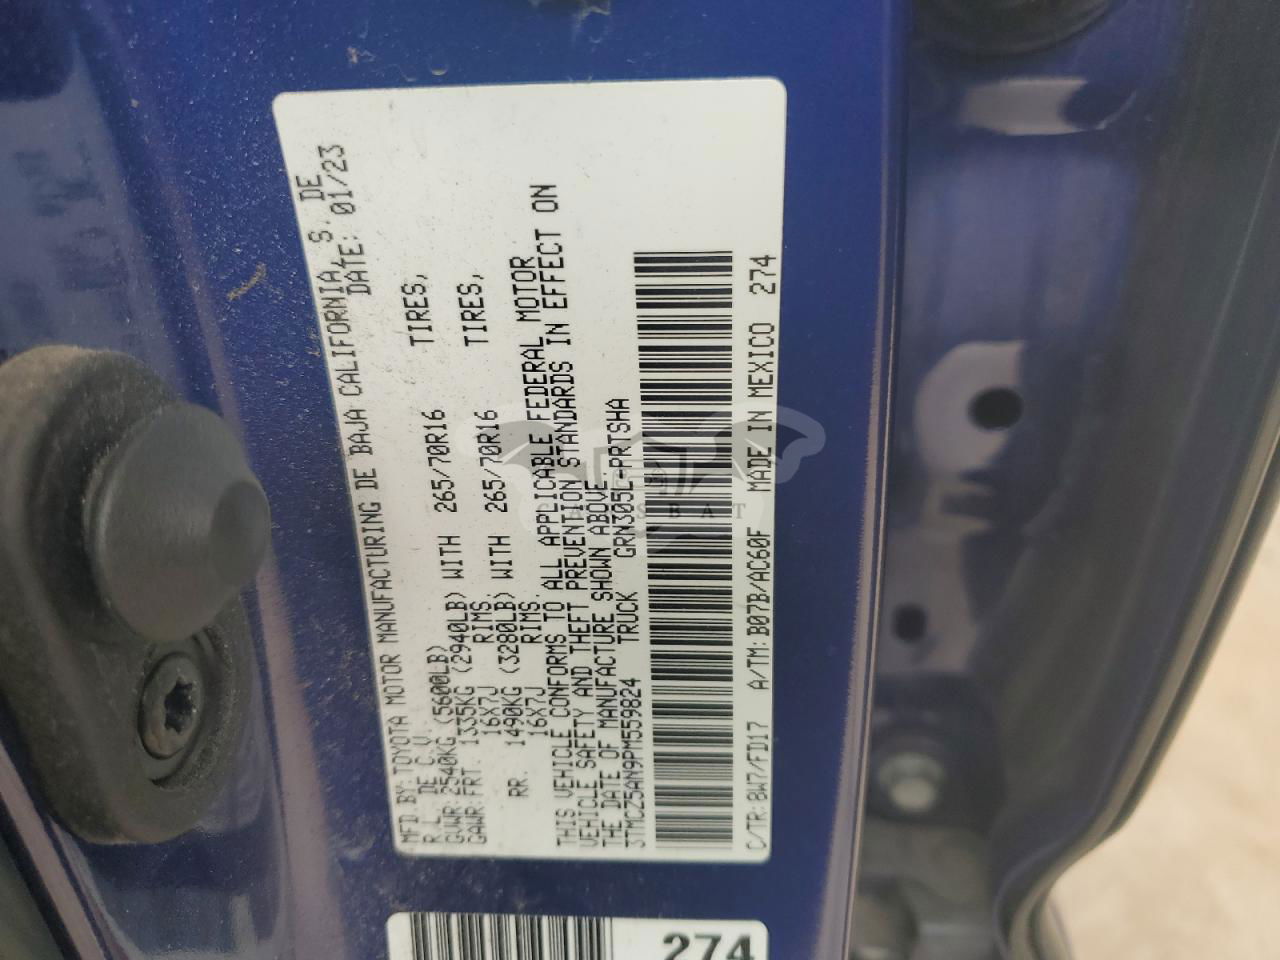 MFD BY: TOYOTA MOTOR MANUFACTURING DE BAJA CALIFORNIA, S. DE
R.L. DE C.V. DATE: 01/23
GVWR: 2540KG (5600LB)
GAWR: FRT. 1335KG (2940LB) WITH 265/70R16 TIRES,
16X7J RIMS
RR. 1490KG (3280LB) WITH 265/70R16 TIRES,
16X7J RIMS.
THIS VEHICLE CONFORMS TO ALL APPLICABLE FEDERAL MOTOR
VEHICLE SAFETY AND THEFT PREVENTION STANDARDS IN EFFECT ON
THE DATE OF MANUFACTURE SHOWN ABOVE.
3TMCZ5AN9PM559824 TRUCK GRN305L-PRTSHA
C/TR: 8W7/FD17 A/TM: B07B/AC60F MADE IN MEXICO 274
274